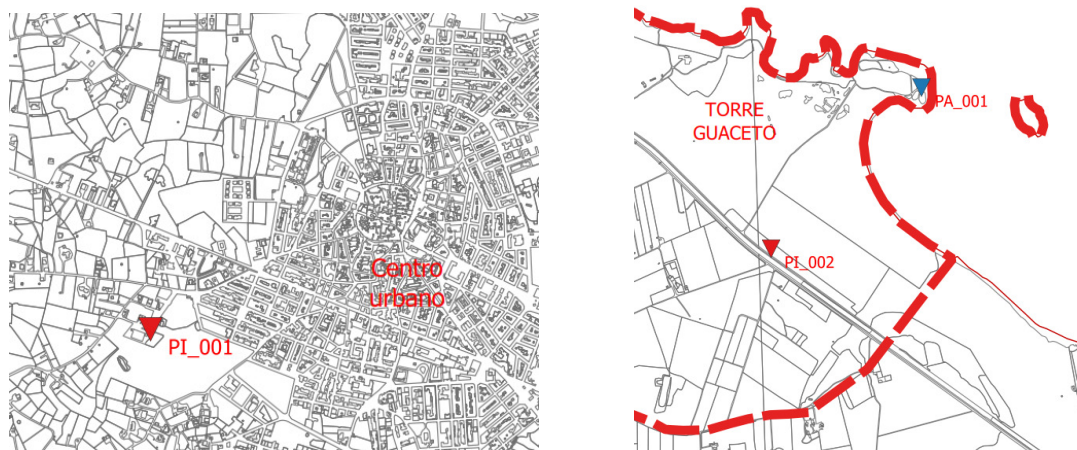 Centro
urbano
PI_001
TORRE
GUACETO
PA_001
PI_002